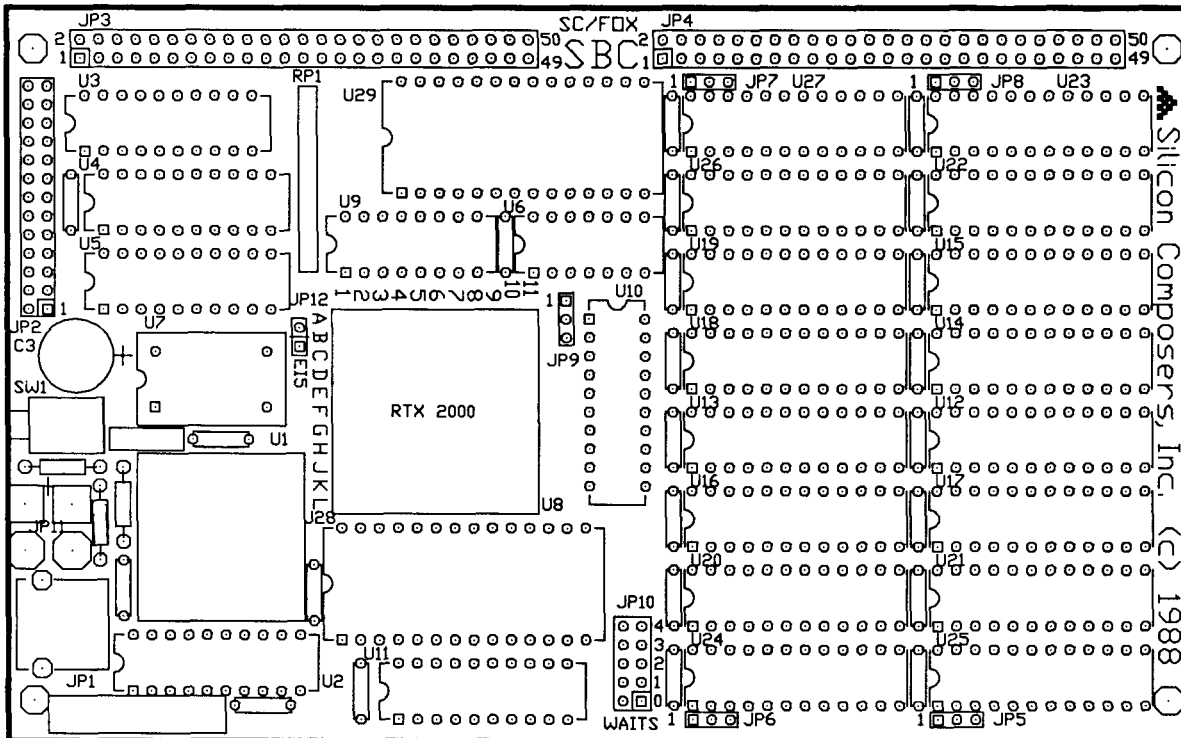 JP3 SC/FOX JP4
2 50 SBC 2 50
1 49 1 49
U3 RP1 U29 1 JP7 U27 1 JP8 U23
U4 U26 U22
U9 U6
U5 U19 U15
1 2 3 4 5 6 7 8 9 10 11
1 JP12 1 U10
JP2 U7 U18 U14
C3 EI5 JP9
A B C D E F G H J K L
SW1 RTX 2000 U13 U12
U1
U16 U17
U8
JP11 U28
U20 U21
JP10
4
3
2
1
0
WAITS
U24 U25
JP1 U2 U11
1 JP6 1 JP5
Silicon Composers, Inc. (c) 1988